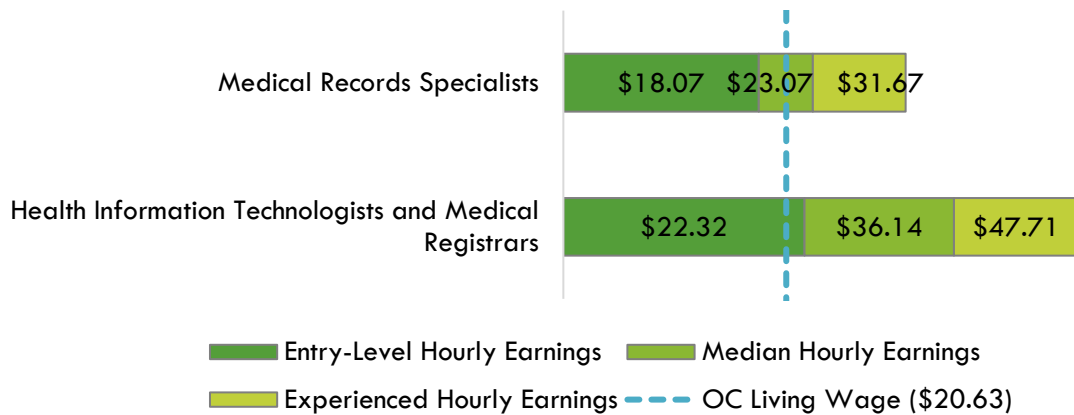 Medical Records Specialists
$18.07
$23.07
$31.67
Health Information Technologists and Medical
Registrars
$22.32
$36.14
$47.71
Entry-Level Hourly Earnings
Median Hourly Earnings
Experienced Hourly Earnings
OC Living Wage ($20.63)